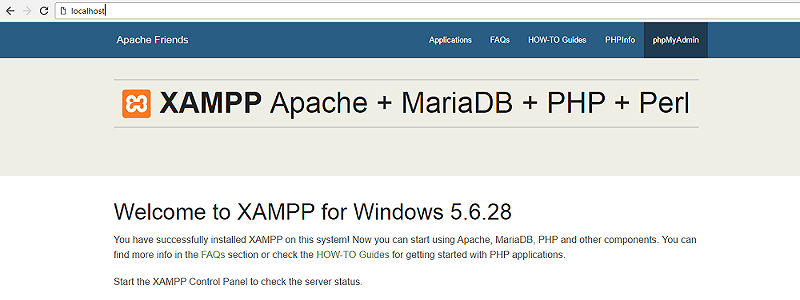 localhost
Apache Friends Applications FAQs HOW-TO Guides PHPInfo phpMyAdmin
XAMPP Apache + MariaDB + PHP + Perl
Welcome to XAMPP for Windows 5.6.28
You have successfully installed XAMPP on this system! Now you can start using Apache, MariaDB, PHP and other components. You can
find more info in the FAQs section or check the HOW-TO Guides for getting started with PHP applications.
Start the XAMPP Control Panel to check the server status.